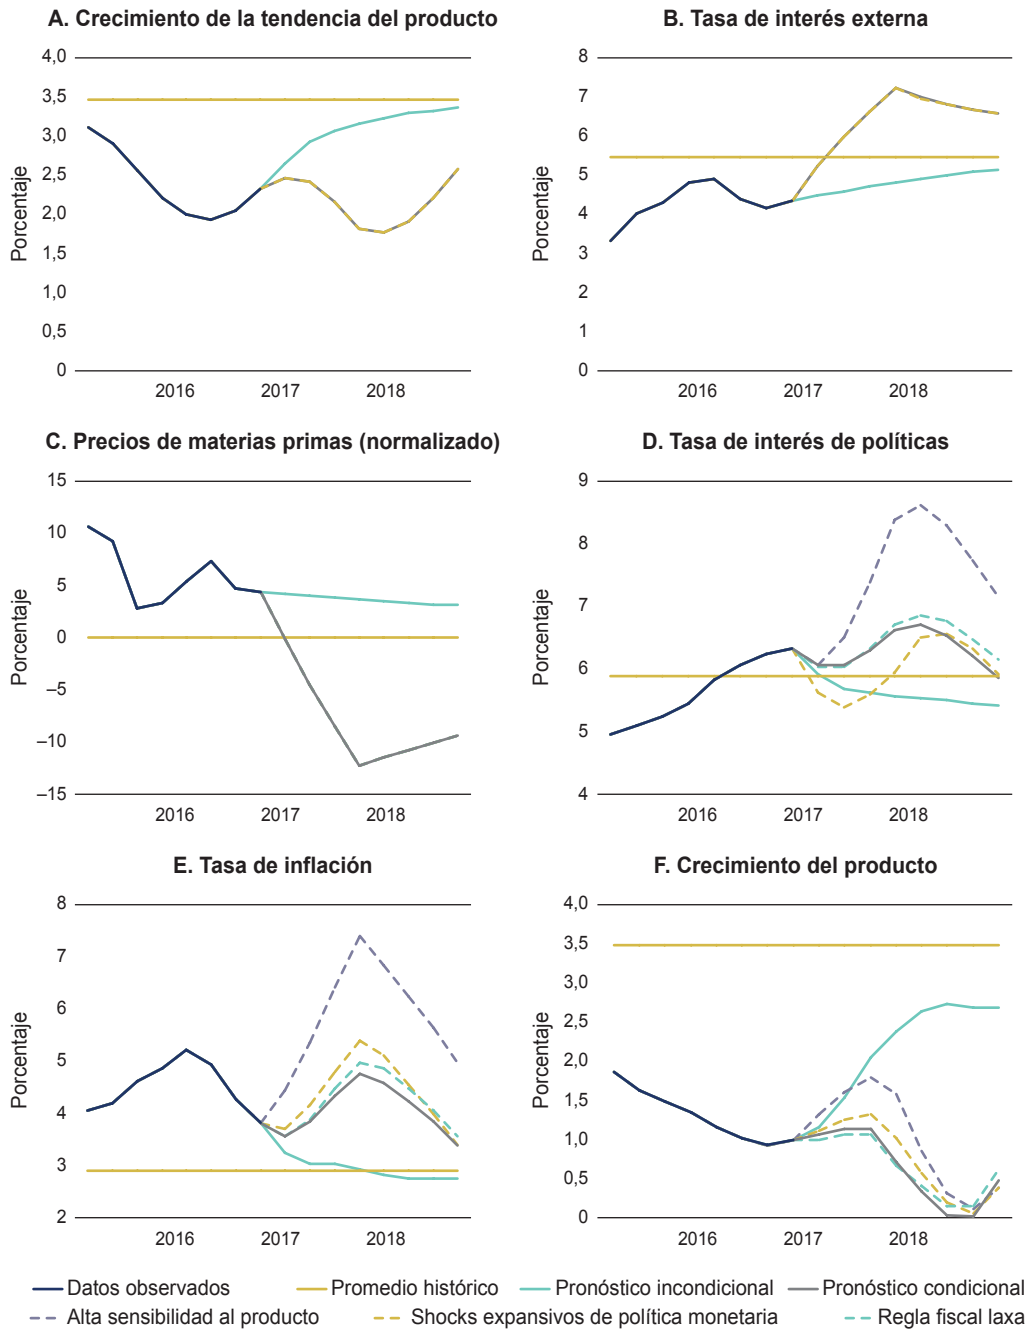 A. Crecimiento de la tendencia del producto
Porcentaje
4,0
3,5
3,0
2,5
2,0
1,5
1,0
0,5
0
2016 2017 2018
B. Tasa de interés externa
Porcentaje
8
7
6
5
4
3
2
1
0
2016 2017 2018
C. Precios de materias primas (normalizado)
Porcentaje
15
10
5
0
–5
–10
–15
2016 2017 2018
D. Tasa de interés de políticas
Porcentaje
9
8
7
6
5
4
2016 2017 2018
E. Tasa de inflación
Porcentaje
8
7
6
5
4
3
2
2016 2017 2018
F. Crecimiento del producto
Porcentaje
4,0
3,5
3,0
2,5
2,0
1,5
1,0
0,5
0
2016 2017 2018
Datos observados Promedio histórico Pronóstico incondicional Pronóstico condicional
Alta sensibilidad al producto Shocks expansivos de política monetaria Regla fiscal laxa